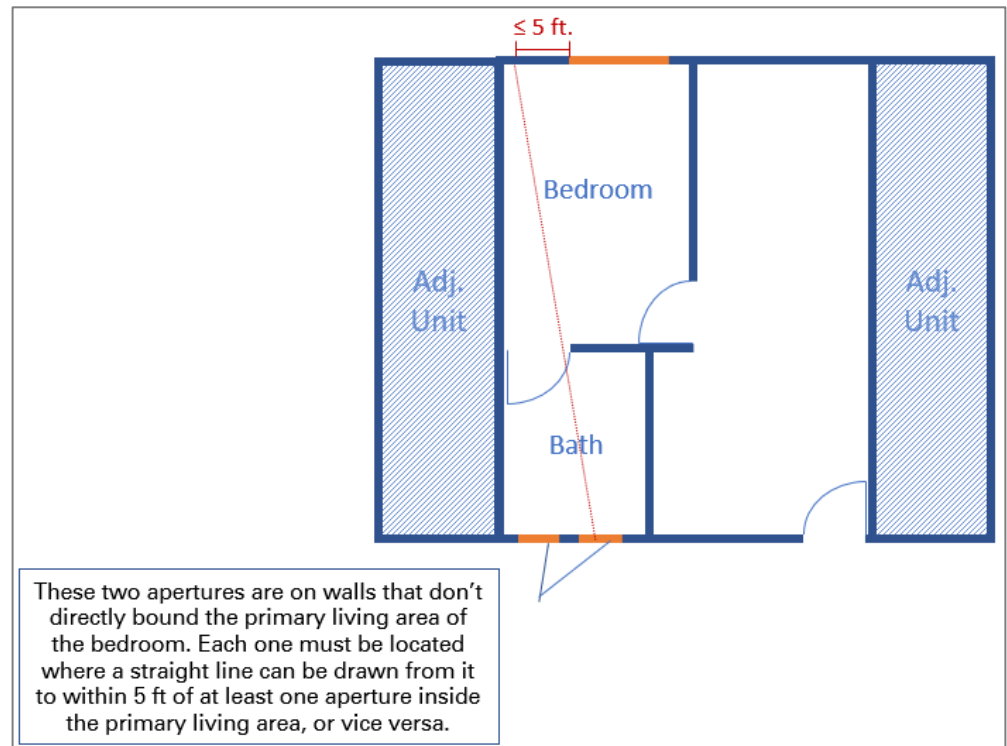 ≤ 5 ft.
Bedroom
Adj.
Unit
Adj.
Unit
Bath
These two apertures are on walls that don’t
directly bound the primary living area of
the bedroom. Each one must be located
where a straight line can be drawn from it
to within 5 ft of at least one aperture inside
the primary living area, or vice versa.